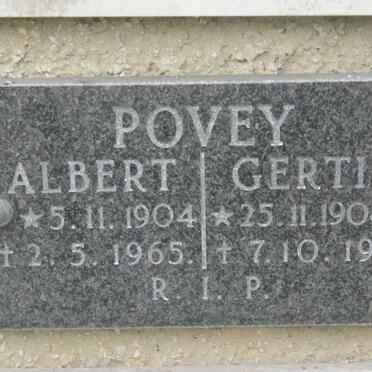 POVEY
ALBERT GERTI
★ 5.11.1904 ★ 25.11.190
† 2.5.1965. † 7.10.19
R. I. P.